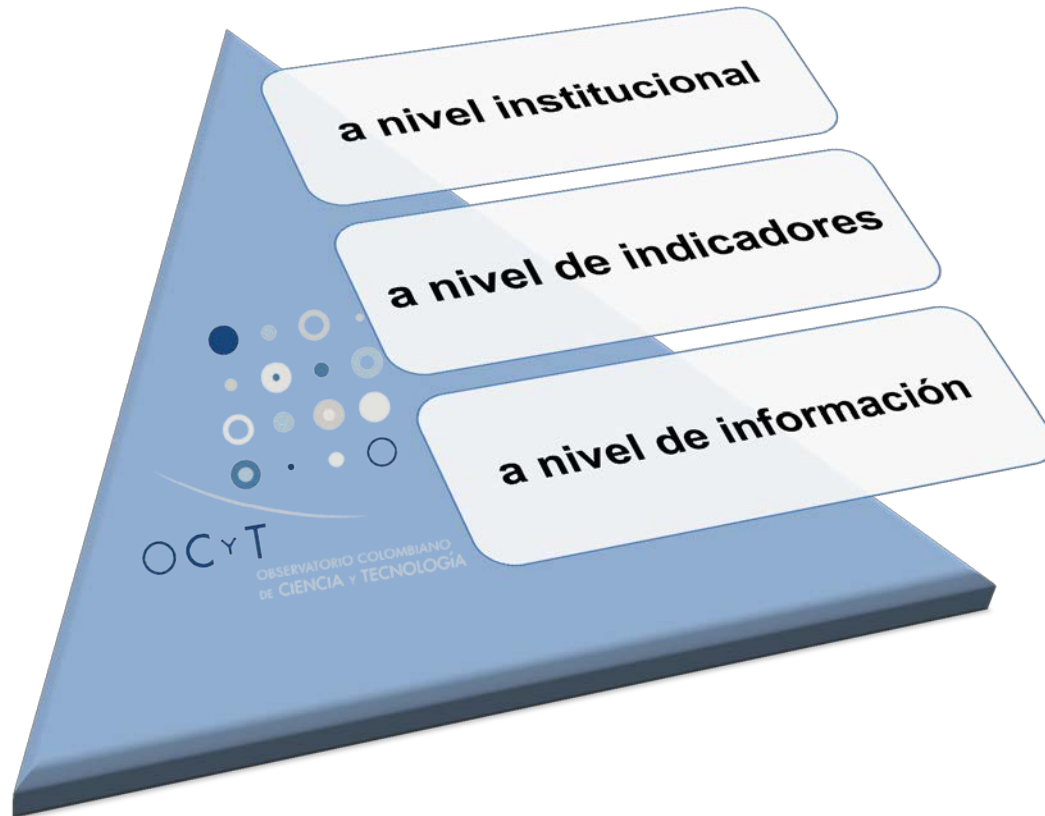 a nivel institucional
a nivel de indicadores
a nivel de información
OCYT
OBSERVATORIO COLOMBIANO
DE CIENCIA Y TECNOLOGÍA